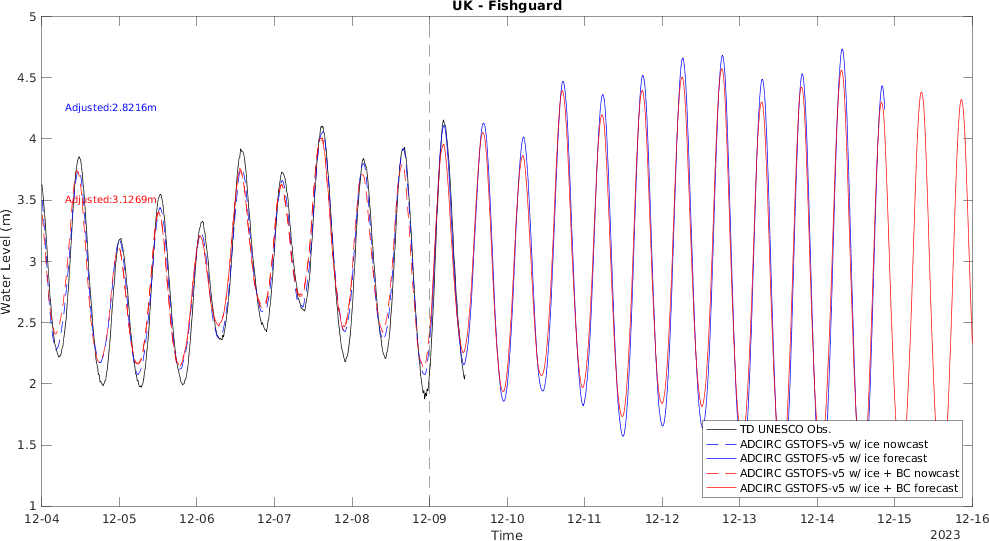 UK - Fishguard
5
4.5
4
3.5
3
2.5
2
1.5
1
Water Level (m)
Adjusted:2.8216m
Adjusted:3.1269m
TD UNESCO Obs.
ADCIRC GSTOFS-v5 w/ ice nowcast
ADCIRC GSTOFS-v5 w/ ice forecast
ADCIRC GSTOFS-v5 w/ ice + BC nowcast
ADCIRC GSTOFS-v5 w/ ice + BC forecast
12-04 12-05 12-06 12-07 12-08 12-09 12-10 12-11 12-12 12-13 12-14 12-15 12-16
Time
2023